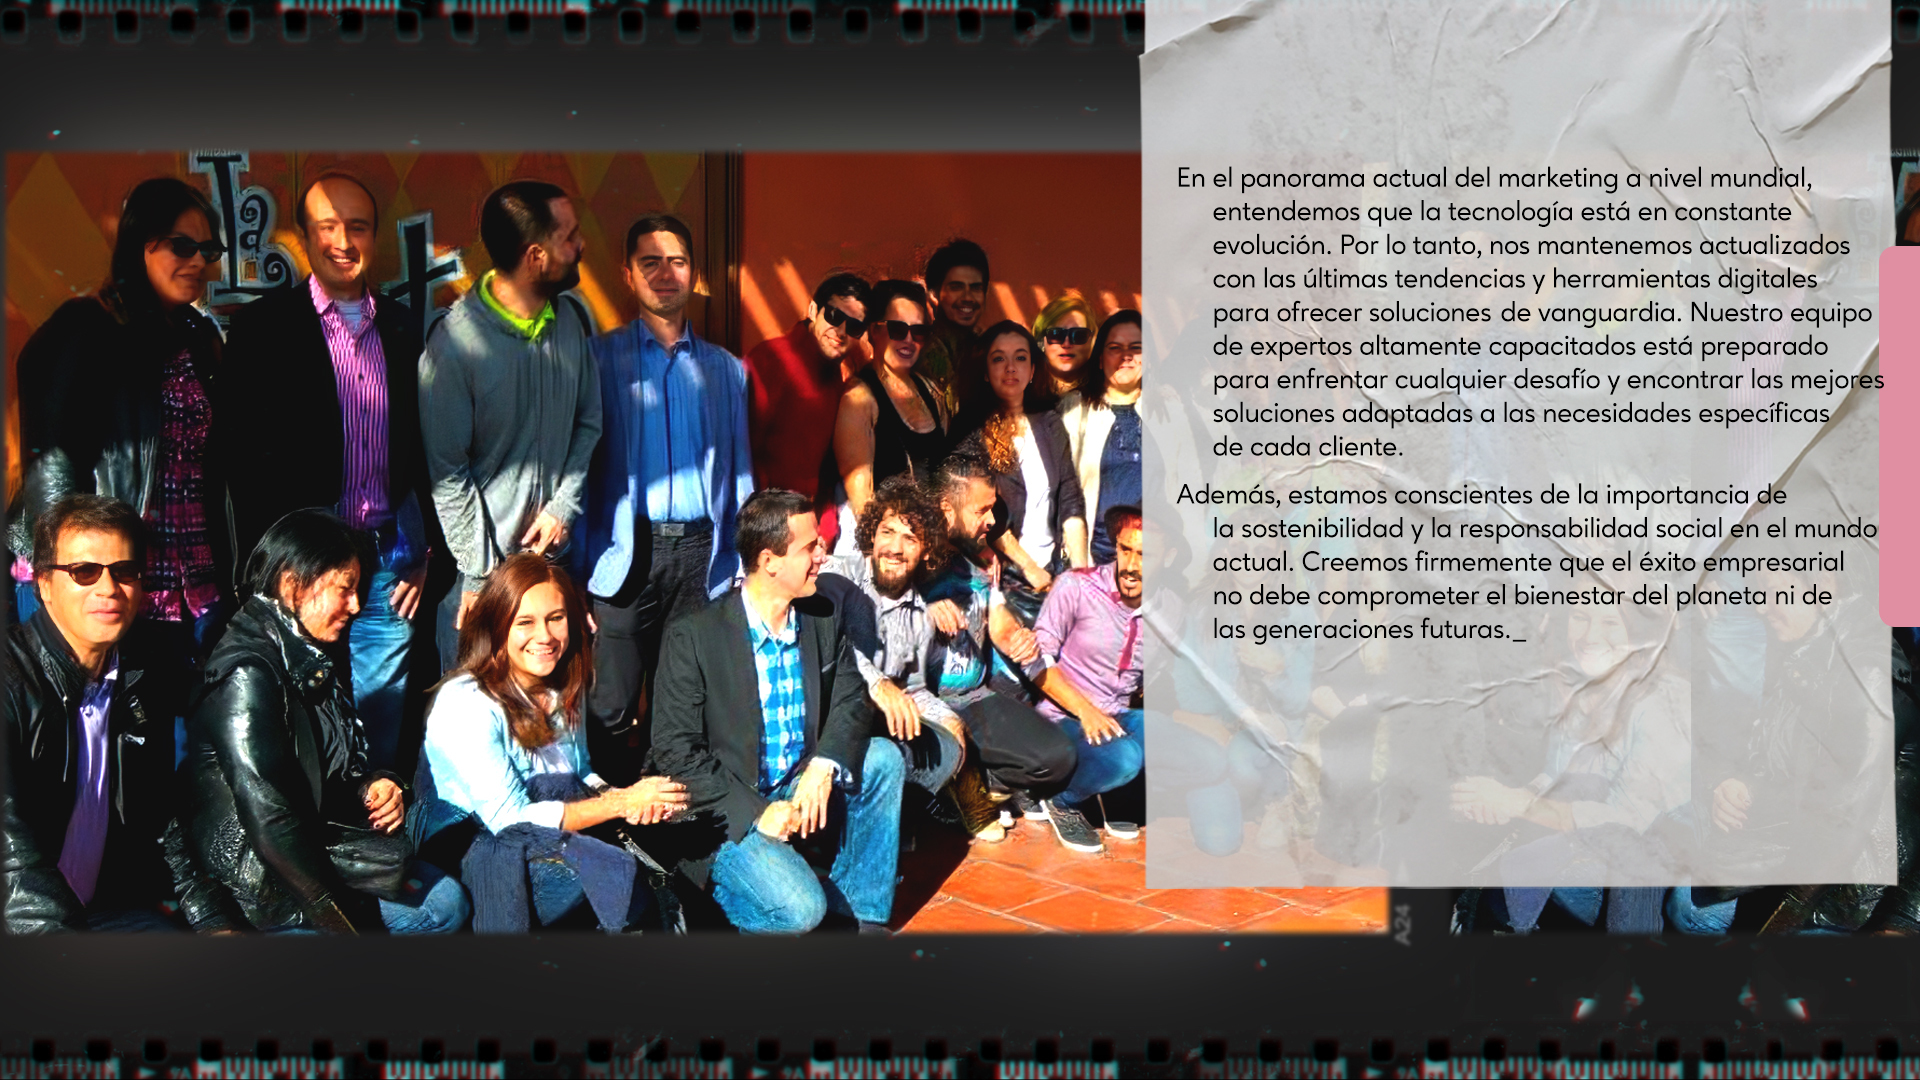 En el panorama actual del marketing a nivel mundial,
entendemos que la tecnología está en constante
evolución. Por lo tanto, nos mantenemos actualizados
con las últimas tendencias y herramientas digitales
para ofrecer soluciones de vanguardia. Nuestro equipo
de expertos altamente capacitados está preparado
para enfrentar cualquier desafío y encontrar las mejores
soluciones adaptadas a las necesidades específicas
de cada cliente.
Además, estamos conscientes de la importancia de
la sostenibilidad y la responsabilidad social en el mundo
actual. Creemos firmemente que el éxito empresarial
no debe comprometer el bienestar del planeta ni de
las generaciones futuras._
A24